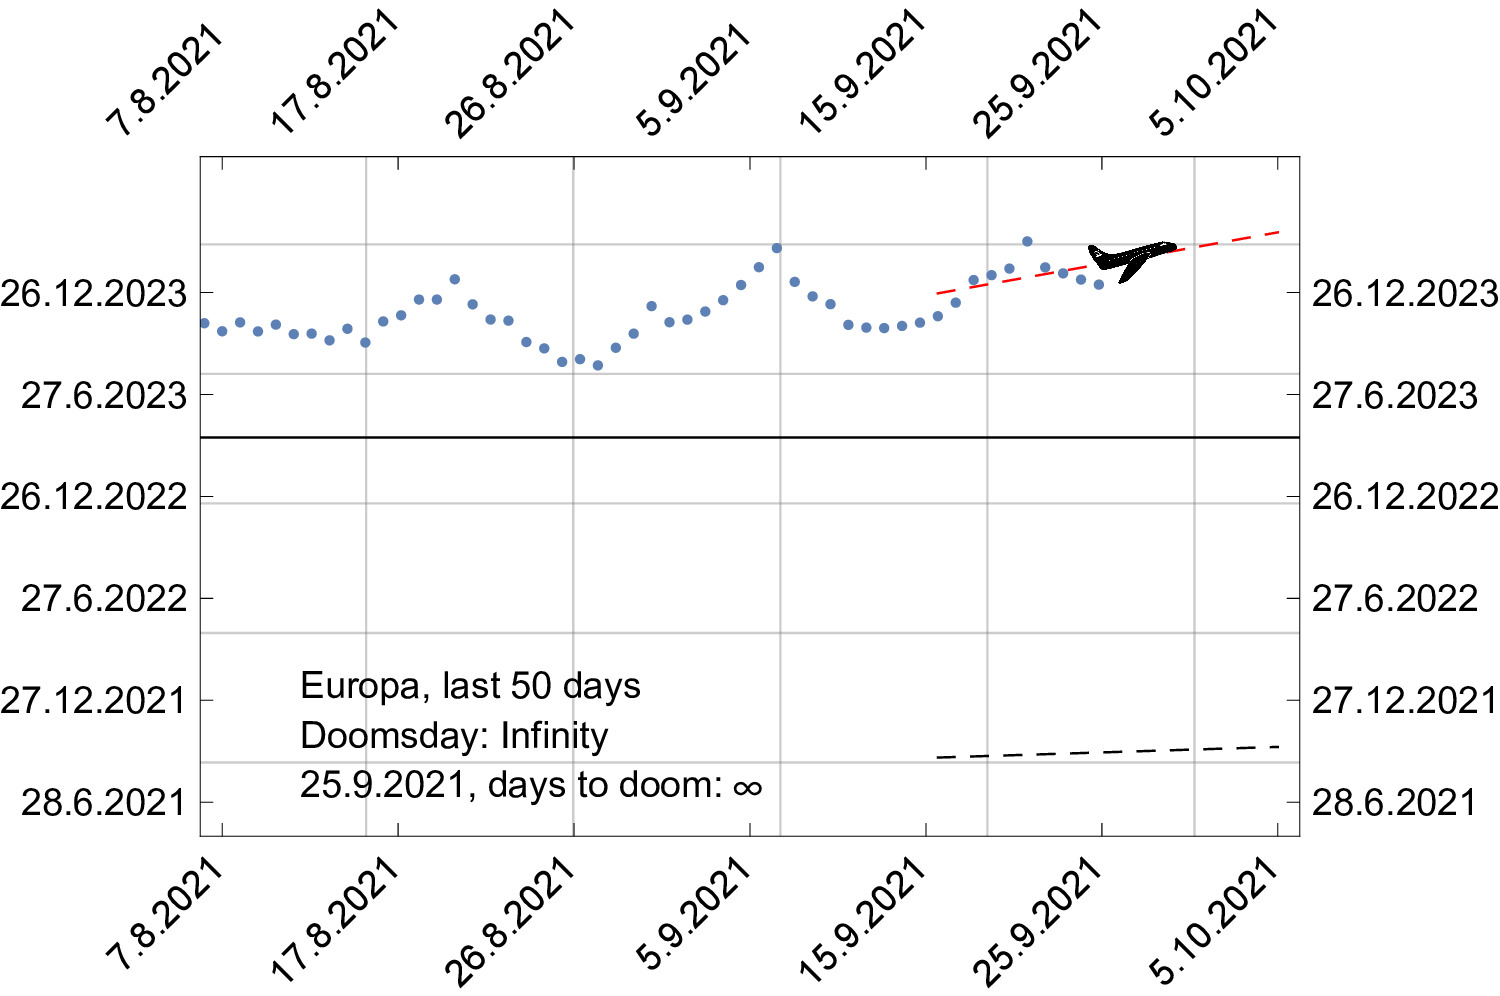 7.8.2021 17.8.2021 26.8.2021 5.9.2021 15.9.2021 25.9.2021 5.10.2021
26.12.2023 26.12.2023
27.6.2023 27.6.2023
26.12.2022 26.12.2022
27.6.2022 27.6.2022
27.12.2021 27.12.2021
28.6.2021 28.6.2021
Europa, last 50 days
Doomsday: Infinity
25.9.2021, days to doom: ∞
7.8.2021 17.8.2021 26.8.2021 5.9.2021 15.9.2021 25.9.2021 5.10.2021